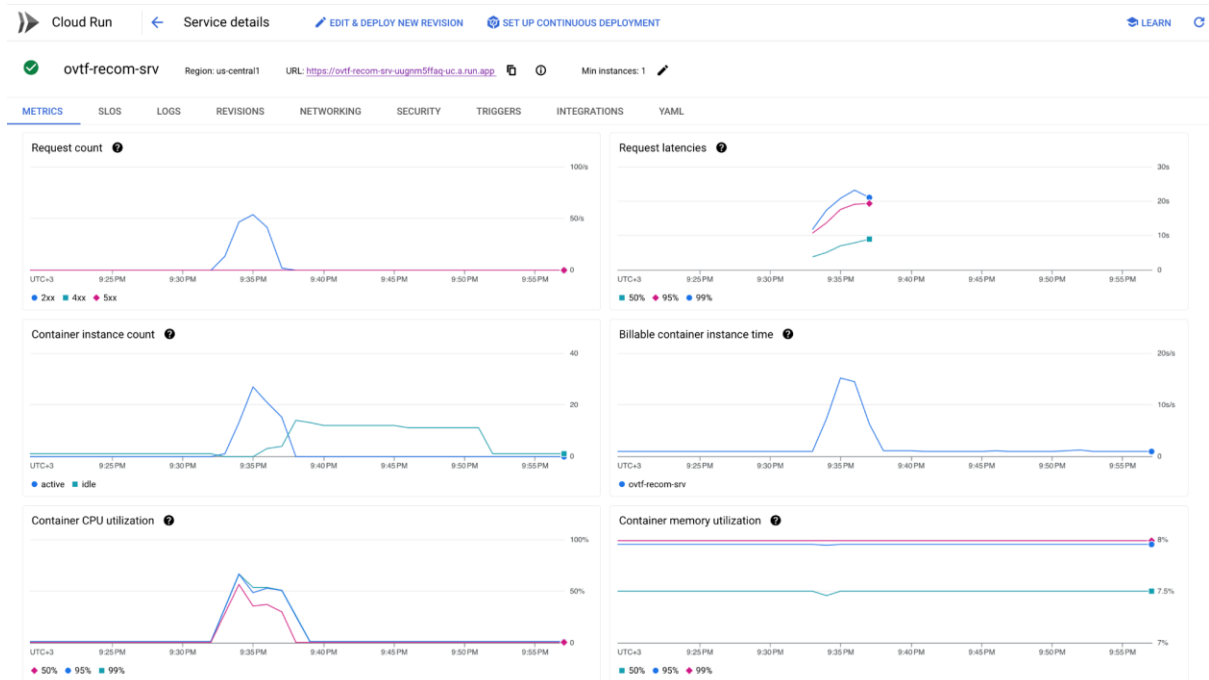 Cloud Run
Service details
EDIT & DEPLOY NEW REVISION
SET UP CONTINUOUS DEPLOYMENT
LEARN
ovtf-recom-srv
Region: us-central1
URL: https://ovtf-recom-srv-uugnm5ffaq-uc.a.run.app
Min instances: 1
METRICS SLOS LOGS REVISIONS NETWORKING SECURITY TRIGGERS INTEGRATIONS YAML
Request count
100/s
50/s
0
UTC+3 9:25 PM 9:30 PM 9:35 PM 9:40 PM 9:45 PM 9:50 PM 9:55 PM
2xx 4xx 5xx
Request latencies
30s
20s
10s
0
UTC+3 9:25 PM 9:30 PM 9:35 PM 9:40 PM 9:45 PM 9:50 PM 9:55 PM
50% 95% 99%
Container instance count
40
20
0
UTC+3 9:25 PM 9:30 PM 9:35 PM 9:40 PM 9:45 PM 9:50 PM 9:55 PM
active idle
Billable container instance time
20s/s
10s/s
0
UTC+3 9:25 PM 9:30 PM 9:35 PM 9:40 PM 9:45 PM 9:50 PM 9:55 PM
ovtf-recom-srv
Container CPU utilization
100%
50%
0
UTC+3 9:25 PM 9:30 PM 9:35 PM 9:40 PM 9:45 PM 9:50 PM 9:55 PM
50% 95% 99%
Container memory utilization
8%
7.5%
7%
UTC+3 9:25 PM 9:30 PM 9:35 PM 9:40 PM 9:45 PM 9:50 PM 9:55 PM
50% 95% 99%